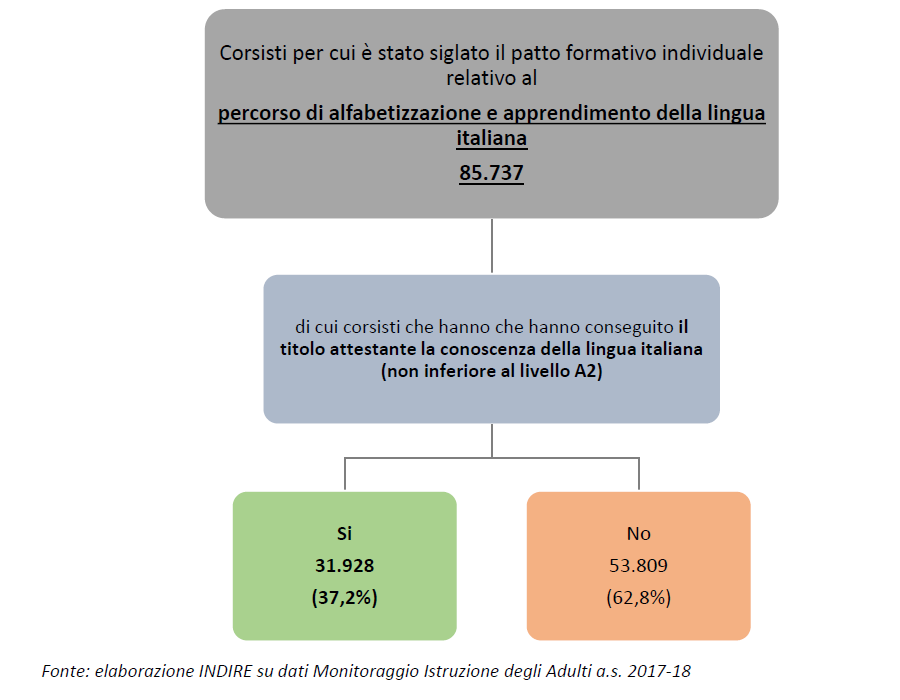 Corsisti per cui è stato siglato il patto formativo individuale
relativo al
percorso di alfabetizzazione e apprendimento della lingua
italiana
85.737
di cui corsisti che hanno che hanno conseguito il
titolo attestante la conoscenza della lingua italiana
(non inferiore al livello A2)
Si
31.928
(37,2%)
No
53.809
(62,8%)
Fonte: elaborazione INDIRE su dati Monitoraggio Istruzione degli Adulti a.s. 2017-18